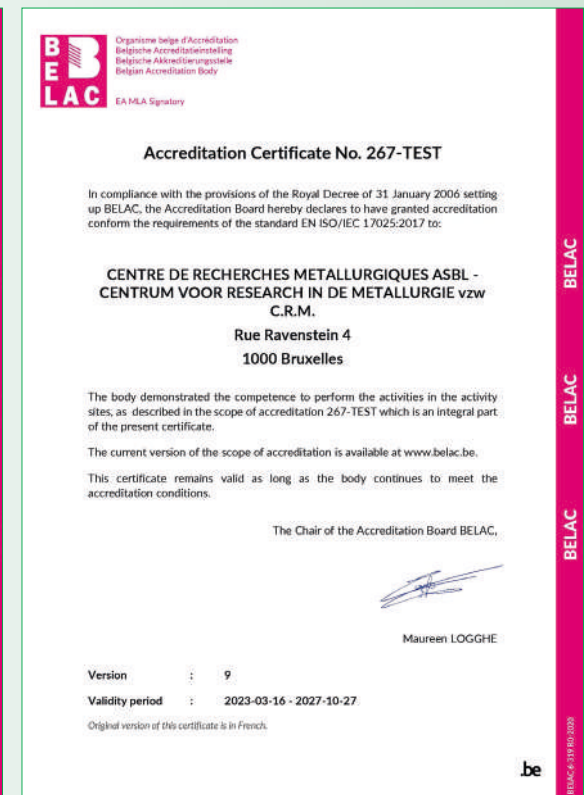 B
E
LAC
Organisme belge d'Accréditation
Belgische Accreditatieinstelling
Belgische Akkreditierungsstelle
Belgian Accreditation Body
EA MLA Signatory
Accreditation Certificate No. 267-TEST
In compliance with the provisions of the Royal Decree of 31 January 2006 setting
up BELAC, the Accreditation Board hereby declares to have granted accreditation
conform the requirements of the standard EN ISO/IEC 17025:2017 to:
CENTRE DE RECHERCHES METALLURGIQUES ASBL -
CENTRUM VOOR RESEARCH IN DE METALLURGIE vzw
C.R.M.
Rue Ravenstein 4
1000 Bruxelles
The body demonstrated the competence to perform the activities in the activity
sites, as described in the scope of accreditation 267-TEST which is an integral part
of the present certificate.
The current version of the scope of accreditation is available at www.belac.be.
This certificate remains valid as long as the body continues to meet the
accreditation conditions.
The Chair of the Accreditation Board BELAC,
Maureen LOGGHE
Version : 9
Validity period : 2023-03-16 - 2027-10-27
Original version of this certificate is in French.
.be
BELAC
BELAC
BELAC
BELAC 6-319 R0-2020